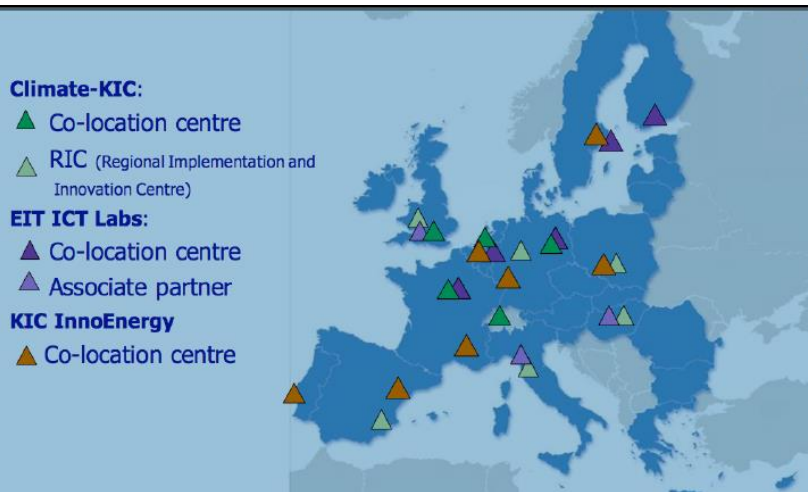 Climate-KIC:
Co-location centre
RIC (Regional Implementation and
Innovation Centre)
EIT ICT Labs:
Co-location centre
Associate partner
KIC InnoEnergy
Co-location centre